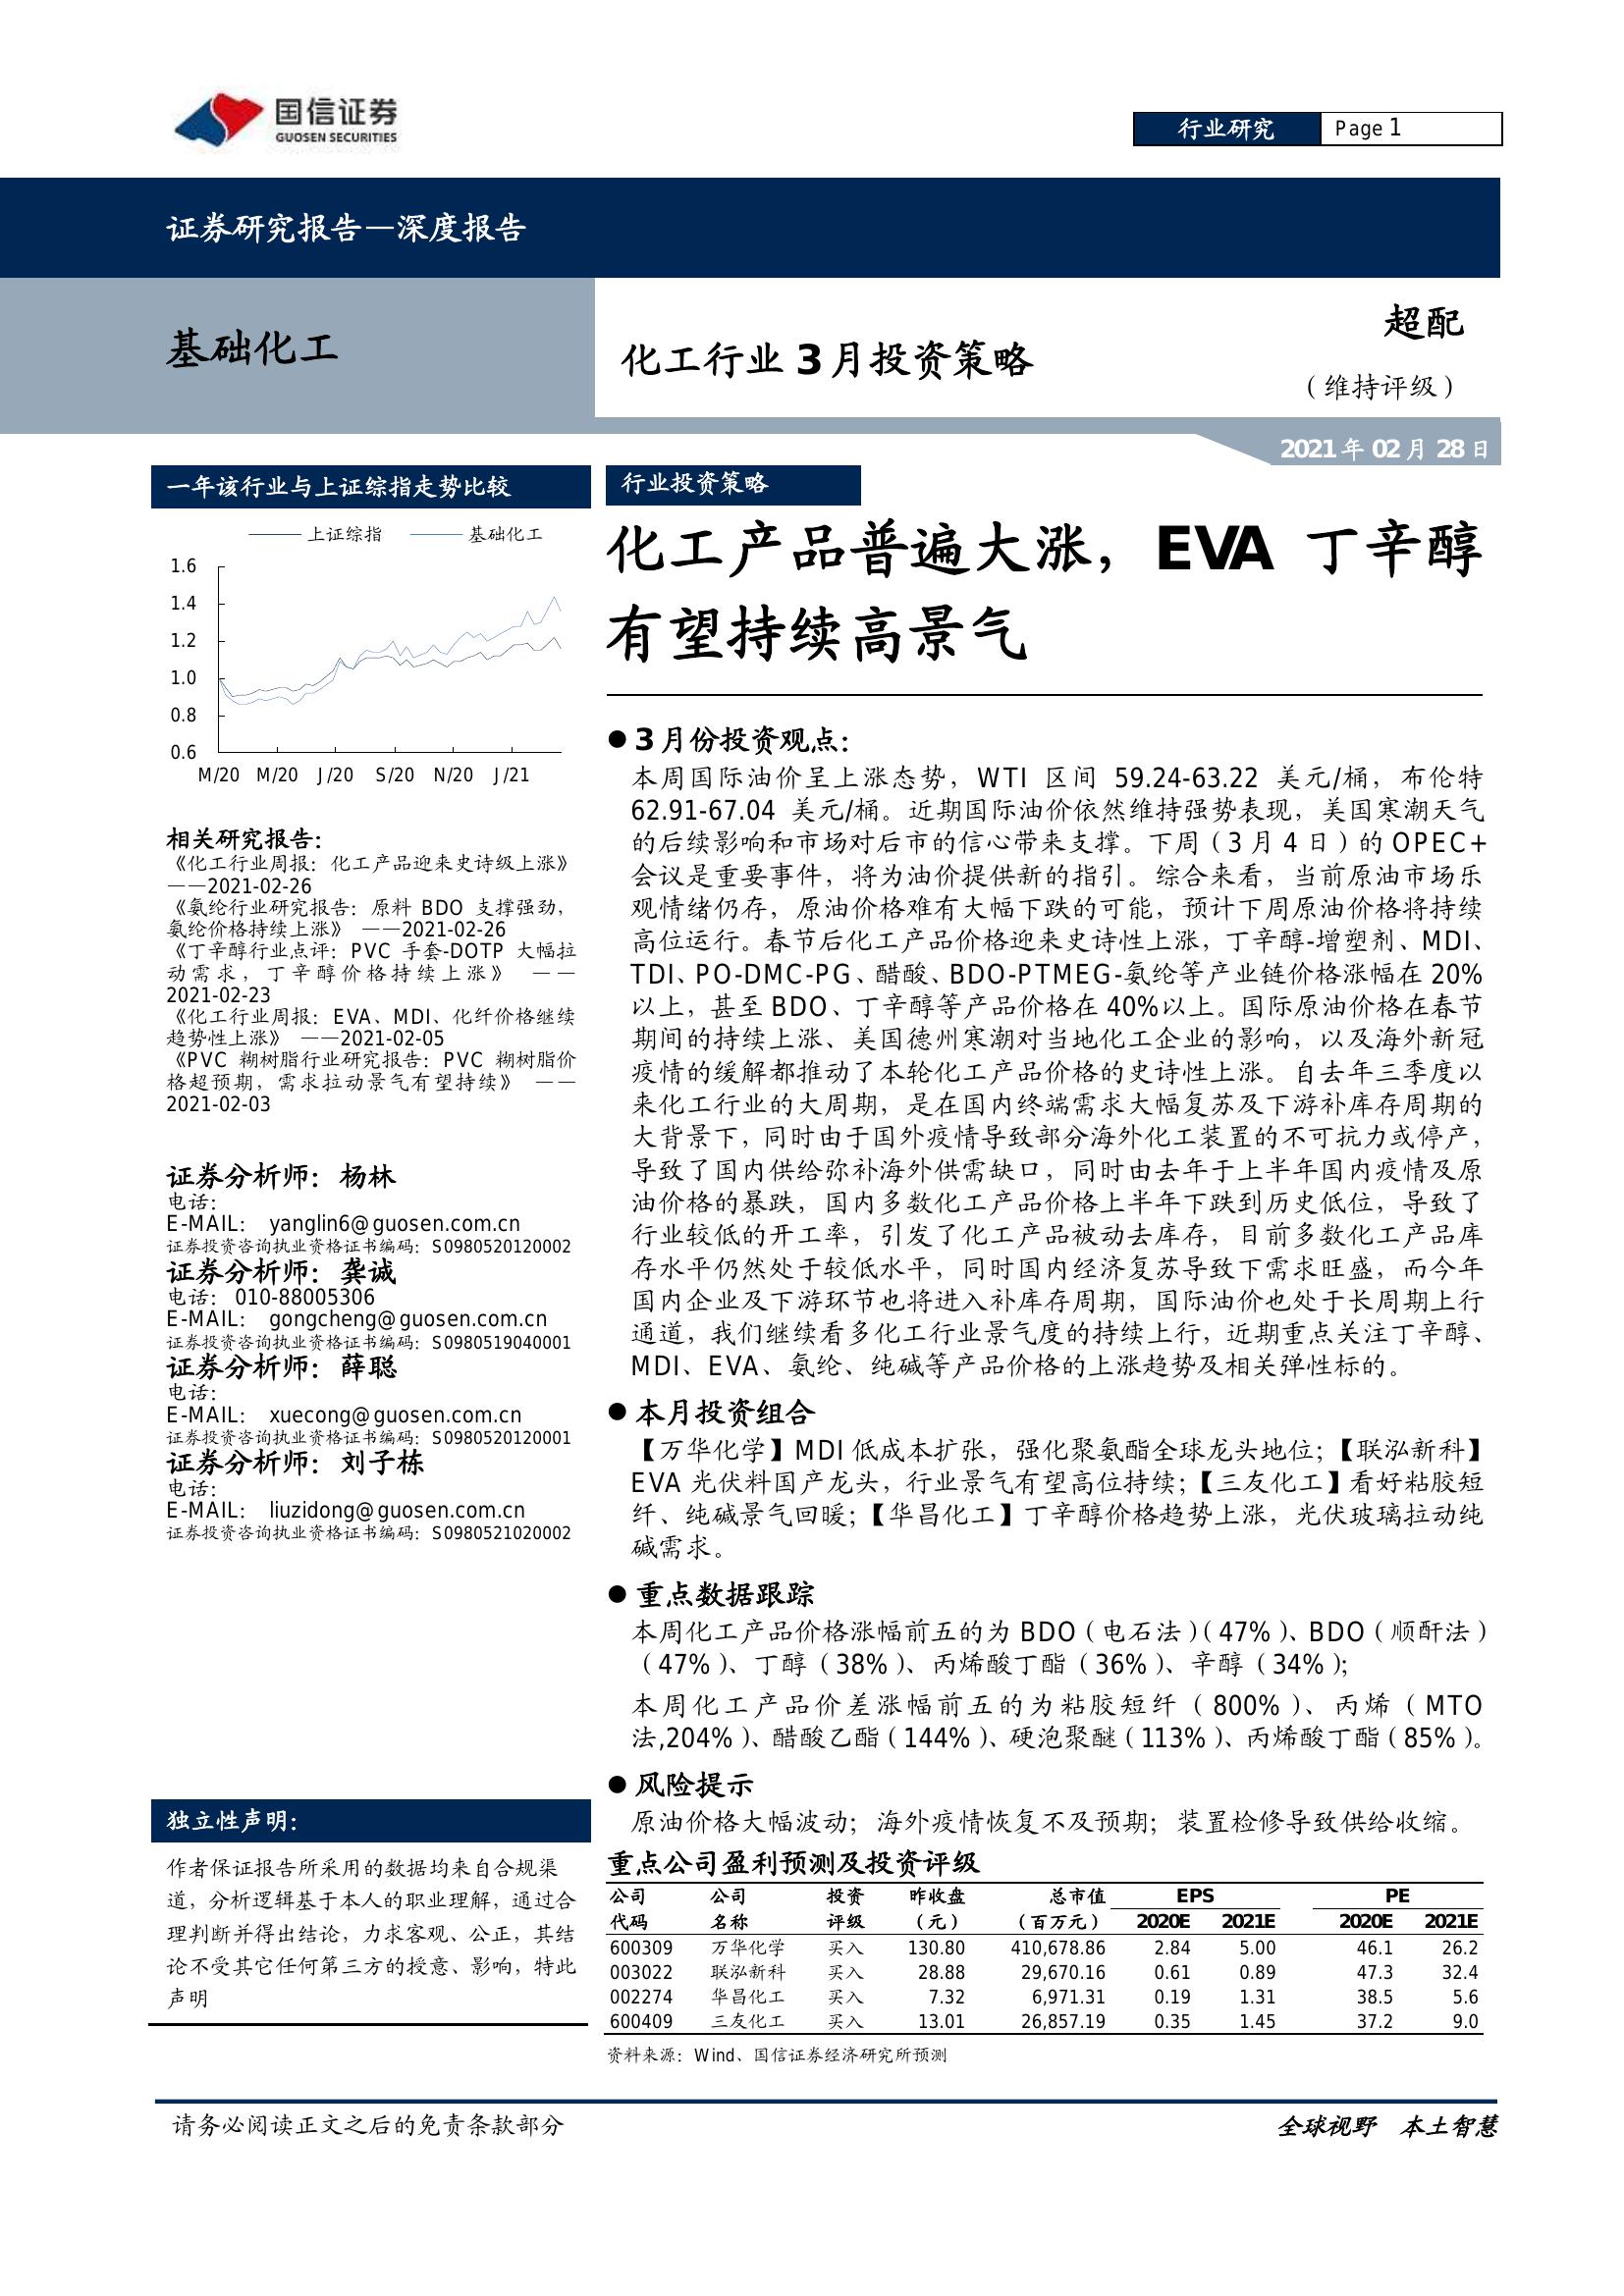 国信证券
GUOSEN SECURITIES
行业研究 Page 1
证券研究报告—深度报告
基础化工
化工行业 3 月投资策略
超配
（维持评级）
2021 年 02 月 28 日
一年该行业与上证综指走势比较
上证综指 基础化工
1.6
1.4
1.2
1.0
0.8
0.6
M/20 M/20 J/20 S/20 N/20 J/21
相关研究报告：
《化工行业周报：化工产品迎来史诗级上涨》
——2021-02-26
《氨纶行业研究报告：原料 BDO 支撑强劲，
氨纶价格持续上涨》 ——2021-02-26
《丁辛醇行业点评：PVC 手套-DOTP 大幅拉
动需求，丁辛醇价格持续上涨》 ——
2021-02-23
《化工行业周报：EVA、MDI、化纤价格继续
趋势性上涨》 ——2021-02-05
《PVC 糊树脂行业研究报告：PVC 糊树脂价
格超预期，需求拉动景气有望持续》 ——
2021-02-03
证券分析师：杨林
电话：
E-MAIL： yanglin6@guosen.com.cn
证券投资咨询执业资格证书编码：S0980520120002
证券分析师：龚诚
电话： 010-88005306
E-MAIL： gongcheng@guosen.com.cn
证券投资咨询执业资格证书编码：S0980519040001
证券分析师：薛聪
电话：
E-MAIL： xuecong@guosen.com.cn
证券投资咨询执业资格证书编码：S0980520120001
证券分析师：刘子栋
电话：
E-MAIL： liuzidong@guosen.com.cn
证券投资咨询执业资格证书编码：S0980521020002
独立性声明：
作者保证报告所采用的数据均来自合规渠
道，分析逻辑基于本人的职业理解，通过合
理判断并得出结论，力求客观、公正，其结
论不受其它任何第三方的授意、影响，特此
声明
行业投资策略
化工产品普遍大涨，EVA 丁辛醇
有望持续高景气
● 3 月份投资观点：
本周国际油价呈上涨态势，WTI 区间 59.24-63.22 美元/桶，布伦特
62.91-67.04 美元/桶。近期国际油价依然维持强势表现，美国寒潮天气
的后续影响和市场对后市的信心带来支撑。下周（3 月 4 日）的 OPEC+
会议是重要事件，将为油价提供新的指引。综合来看，当前原油市场乐
观情绪仍存，原油价格难有大幅下跌的可能，预计下周原油价格将持续
高位运行。春节后化工产品价格迎来史诗性上涨，丁辛醇-增塑剂、MDI、
TDI、PO-DMC-PG、醋酸、BDO-PTMEG-氨纶等产业链价格涨幅在 20%
以上，甚至 BDO、丁辛醇等产品价格在 40%以上。国际原油价格在春节
期间的持续上涨、美国德州寒潮对当地化工企业的影响，以及海外新冠
疫情的缓解都推动了本轮化工产品价格的史诗性上涨。自去年三季度以
来化工行业的大周期，是在国内终端需求大幅复苏及下游补库存周期的
大背景下，同时由于国外疫情导致部分海外化工装置的不可抗力或停产，
导致了国内供给弥补海外供需缺口，同时由去年于上半年国内疫情及原
油价格的暴跌，国内多数化工产品价格上半年下跌到历史低位，导致了
行业较低的开工率，引发了化工产品被动去库存，目前多数化工产品库
存水平仍然处于较低水平，同时国内经济复苏导致下需求旺盛，而今年
国内企业及下游环节也将进入补库存周期，国际油价也处于长周期上行
通道，我们继续看多化工行业景气度的持续上行，近期重点关注丁辛醇、
MDI、EVA、氨纶、纯碱等产品价格的上涨趋势及相关弹性标的。
● 本月投资组合
【万华化学】MDI 低成本扩张，强化聚氨酯全球龙头地位；【联泓新科】
EVA 光伏料国产龙头，行业景气有望高位持续；【三友化工】看好粘胶短
纤、纯碱景气回暖；【华昌化工】丁辛醇价格趋势上涨，光伏玻璃拉动纯
碱需求。
● 重点数据跟踪
本周化工产品价格涨幅前五的为 BDO（电石法）（47%）、BDO（顺酐法）
（47%）、丁醇（38%）、丙烯酸丁酯（36%）、辛醇（34%）；
本周化工产品价差涨幅前五的为粘胶短纤（800%）、丙烯（MTO
法,204%）、醋酸乙酯（144%）、硬泡聚醚（113%）、丙烯酸丁酯（85%）。
● 风险提示
原油价格大幅波动；海外疫情恢复不及预期；装置检修导致供给收缩。
重点公司盈利预测及投资评级
公司 公司 投资 昨收盘 总市值 EPS PE
代码 名称 评级 （元） （百万元） 2020E 2021E 2020E 2021E
600309 万华化学 买入 130.80 410,678.86 2.84 5.00 46.1 26.2
003022 联泓新科 买入 28.88 29,670.16 0.61 0.89 47.3 32.4
002274 华昌化工 买入 7.32 6,971.31 0.19 1.31 38.5 5.6
600409 三友化工 买入 13.01 26,857.19 0.35 1.45 37.2 9.0
资料来源：Wind、国信证券经济研究所预测
请务必阅读正文之后的免责条款部分
全球视野 本土智慧